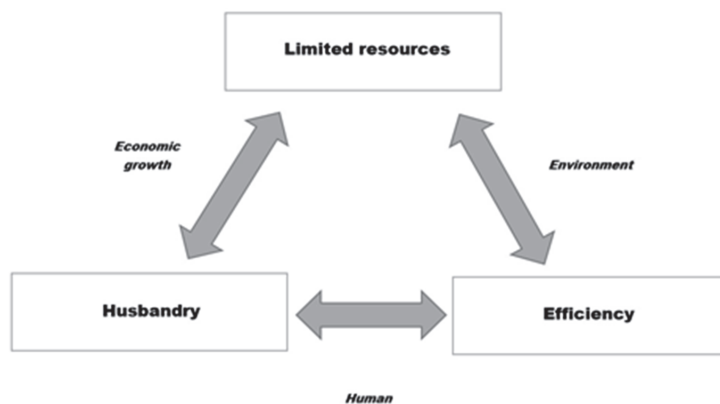 Limited resources
Economic
growth
Environment
Husbandry
Efficiency
Human